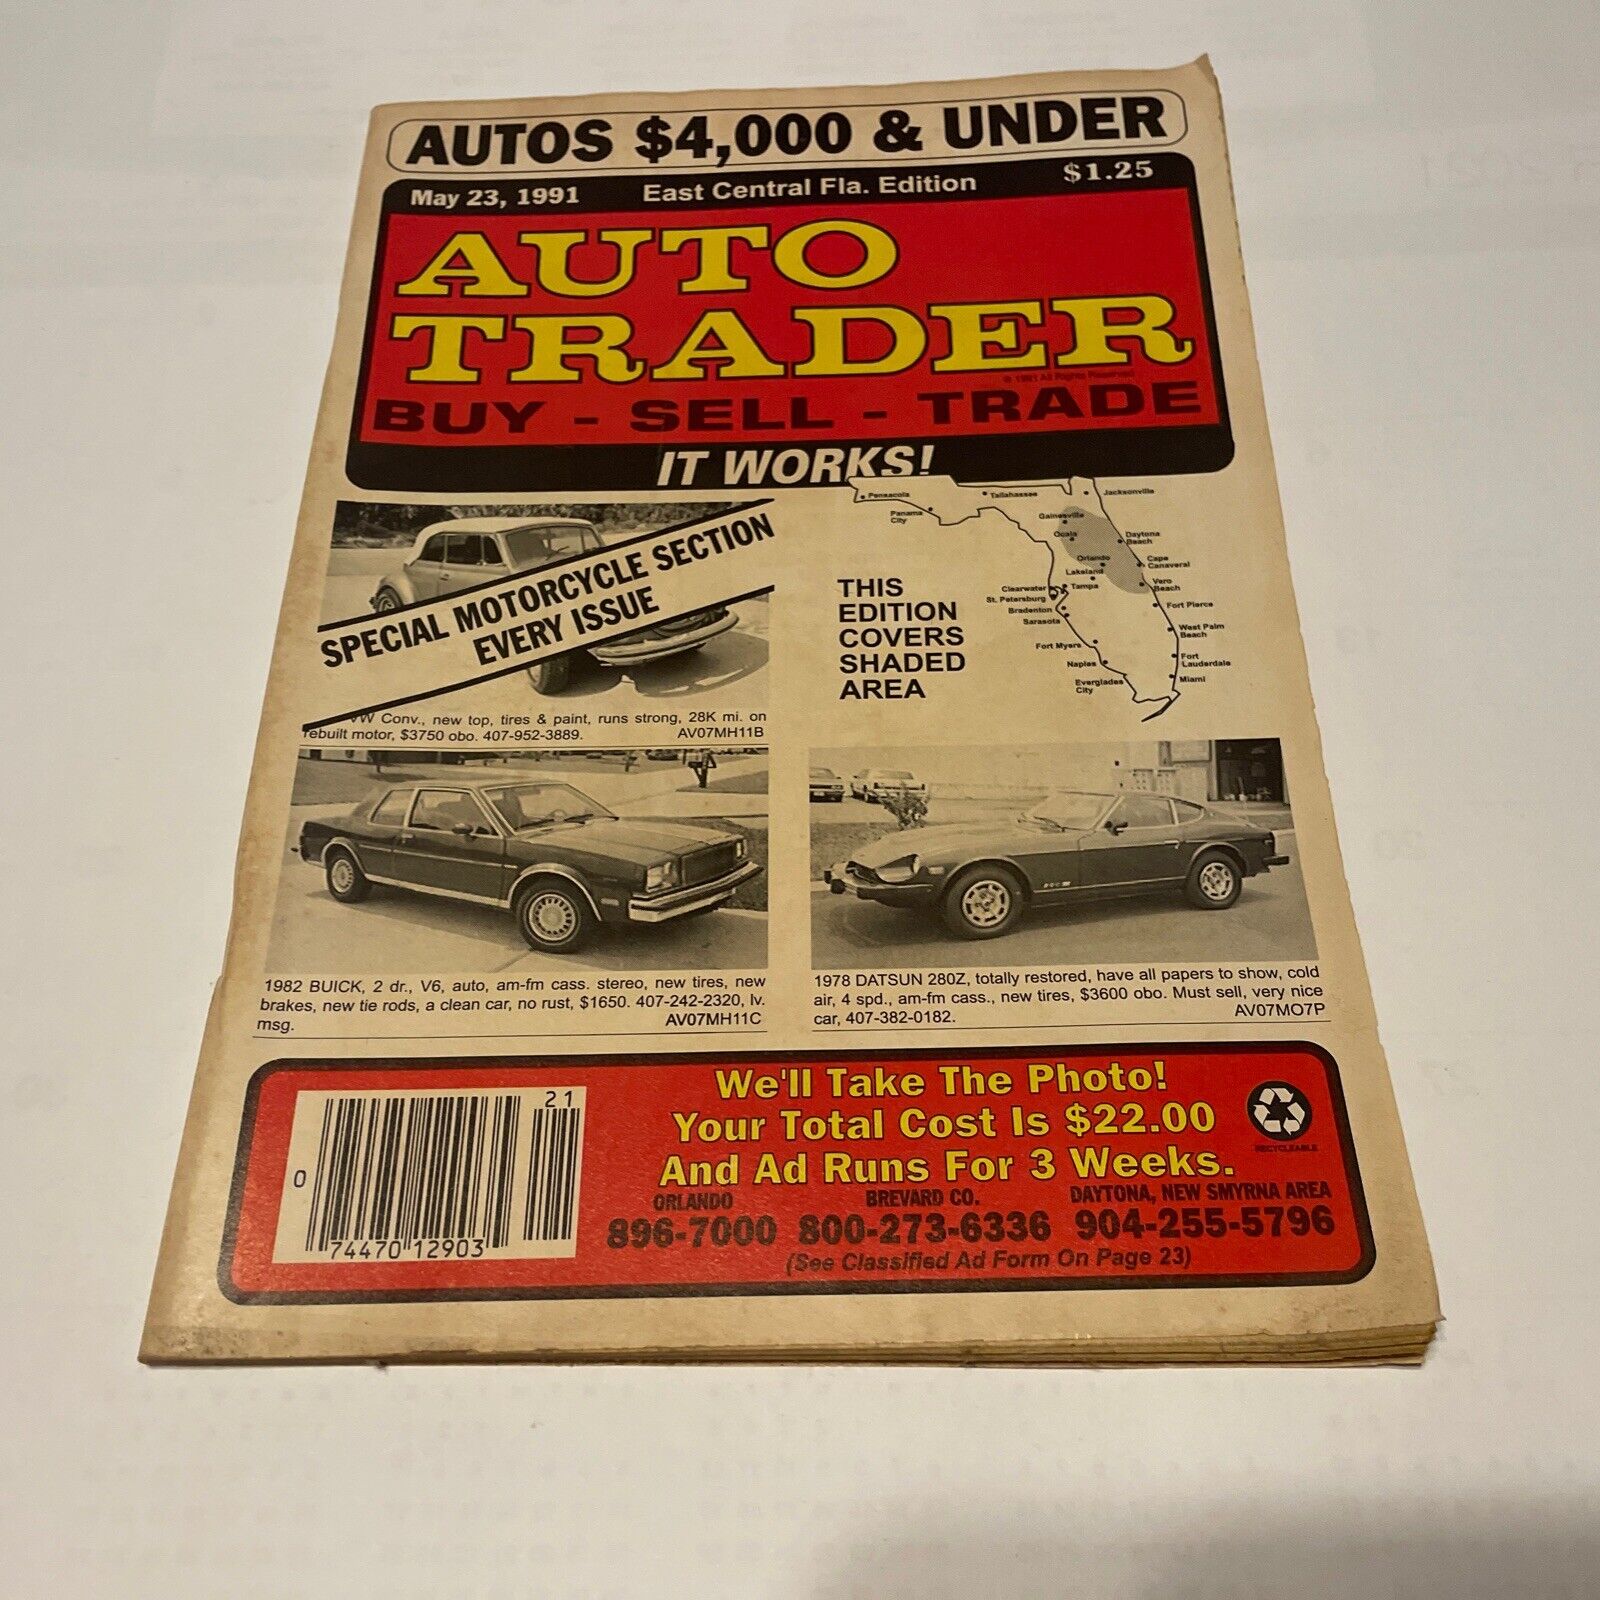 AUTOS $4,000 & UNDER
May 23, 1991 East Central Fla. Edition $1.25
AUTO
TRADER
© 1991 All Rights Reserved
BUY - SELL - TRADE
IT WORKS!
SPECIAL MOTORCYCLE SECTION
EVERY ISSUE
VW Conv., new top, tires & paint, runs strong, 28K mi. on
rebuilt motor, $3750 obo. 407-952-3889. AV07MH11B
THIS
EDITION
COVERS
SHADED
AREA
Pensacola
Panama
City
Tallahassee
Jacksonville
Gainesville
Ocala
Daytona
Beach
Orlando
Cape
Canaveral
Lakeland
Clearwater
Tampa
Vero
Beach
St. Petersburg
Bradenton
Fort Pierce
Sarasota
West Palm
Beach
Fort Myers
Fort
Lauderdale
Naples
Everglades
City
Miami
1982 BUICK, 2 dr., V6, auto, am-fm cass. stereo, new tires, new
brakes, new tie rods, a clean car, no rust, $1650. 407-242-2320, lv.
msg. AV07MH11C
1978 DATSUN 280Z, totally restored, have all papers to show, cold
air, 4 spd., am-fm cass., new tires, $3600 obo. Must sell, very nice
car, 407-382-0182. AV07MO7P
We'll Take The Photo!
Your Total Cost Is $22.00
And Ad Runs For 3 Weeks.
RECYCLEABLE
ORLANDO BREVARD CO. DAYTONA, NEW SMYRNA AREA
896-7000 800-273-6336 904-255-5796
(See Classified Ad Form On Page 23)
21
0 74470 12903